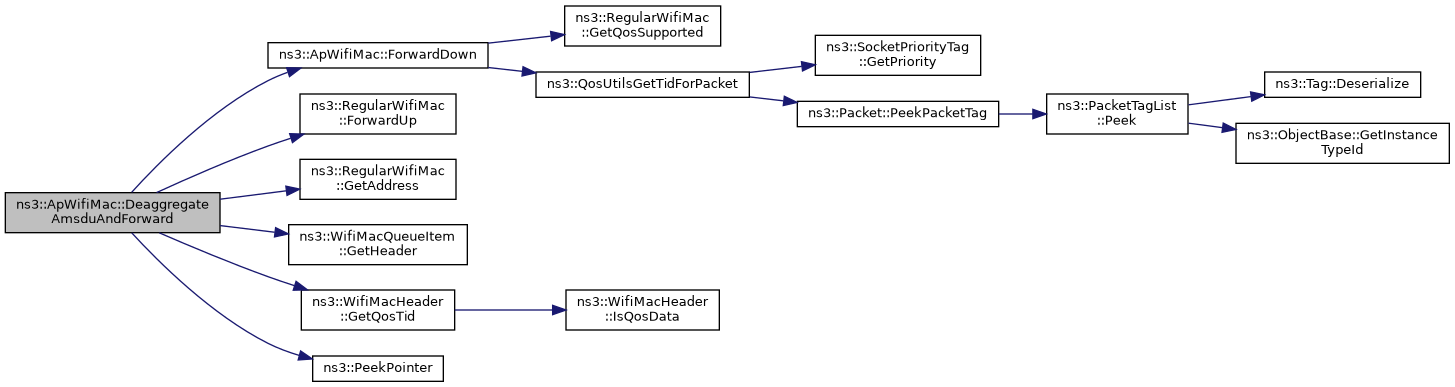 ns3::ApWifiMac::Deaggregate
AmsduAndForward
ns3::ApWifiMac::ForwardDown
ns3::RegularWifiMac
::GetQosSupported
ns3::QosUtilsGetTidForPacket
ns3::SocketPriorityTag
::GetPriority
ns3::Packet::PeekPacketTag
ns3::PacketTagList
::Peek
ns3::Tag::Deserialize
ns3::ObjectBase::GetInstance
TypeId
ns3::RegularWifiMac
::ForwardUp
ns3::RegularWifiMac
::GetAddress
ns3::WifiMacQueueItem
::GetHeader
ns3::WifiMacHeader
::GetQosTid
ns3::WifiMacHeader
::IsQosData
ns3::PeekPointer